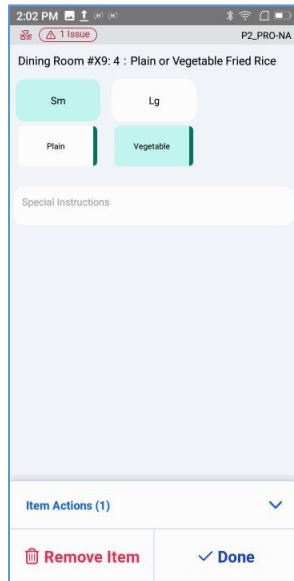 2:02 PM
1 Issue P2_PRO-NA
Dining Room #X9: 4 : Plain or Vegetable Fried Rice
Sm Lg
Plain Vegetable
Special Instructions
Item Actions (1)
Remove Item Done